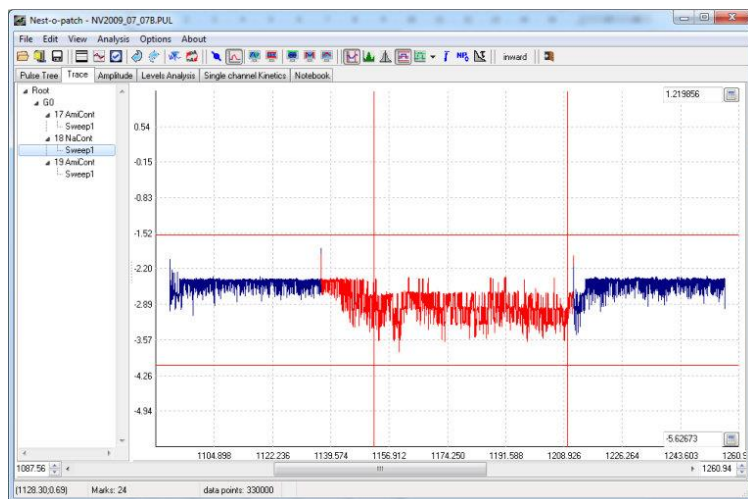 Nest-o-patch - NV2009_07_07B.PUL
File Edit View Analysis Options About
inward
Pulse Tree Trace Amplitude Levels Analysis Single channel Kinetics Notebook
Root
G0
17 AmiCont
Sweep1
18 NaCont
Sweep1
19 AmiCont
Sweep1
1.219856
0.54
-0.15
-0.83
-1.52
-2.20
-2.89
-3.57
-4.26
-4.94
-5.62673
1104.898 1122.236 1139.574 1156.912 1174.250 1191.588 1208.926 1226.264 1243.603 1260.9
1087.56 1260.94
(1128.30;0.69) Marks: 24 data points: 330000